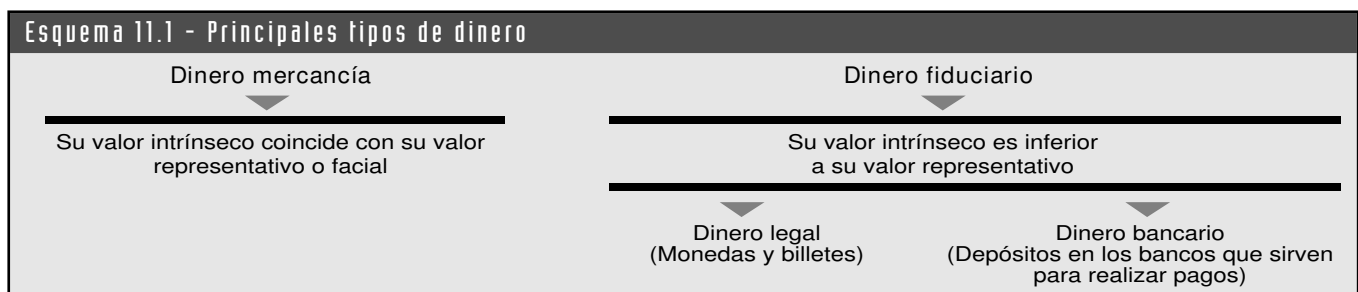 Esquema 11.1 - Principales tipos de dinero
Dinero mercancía
Su valor intrínseco coincide con su valor
representativo o facial
Dinero fiduciario
Su valor intrínseco es inferior
a su valor representativo
Dinero legal
(Monedas y billetes)
Dinero bancario
(Depósitos en los bancos que sirven
para realizar pagos)